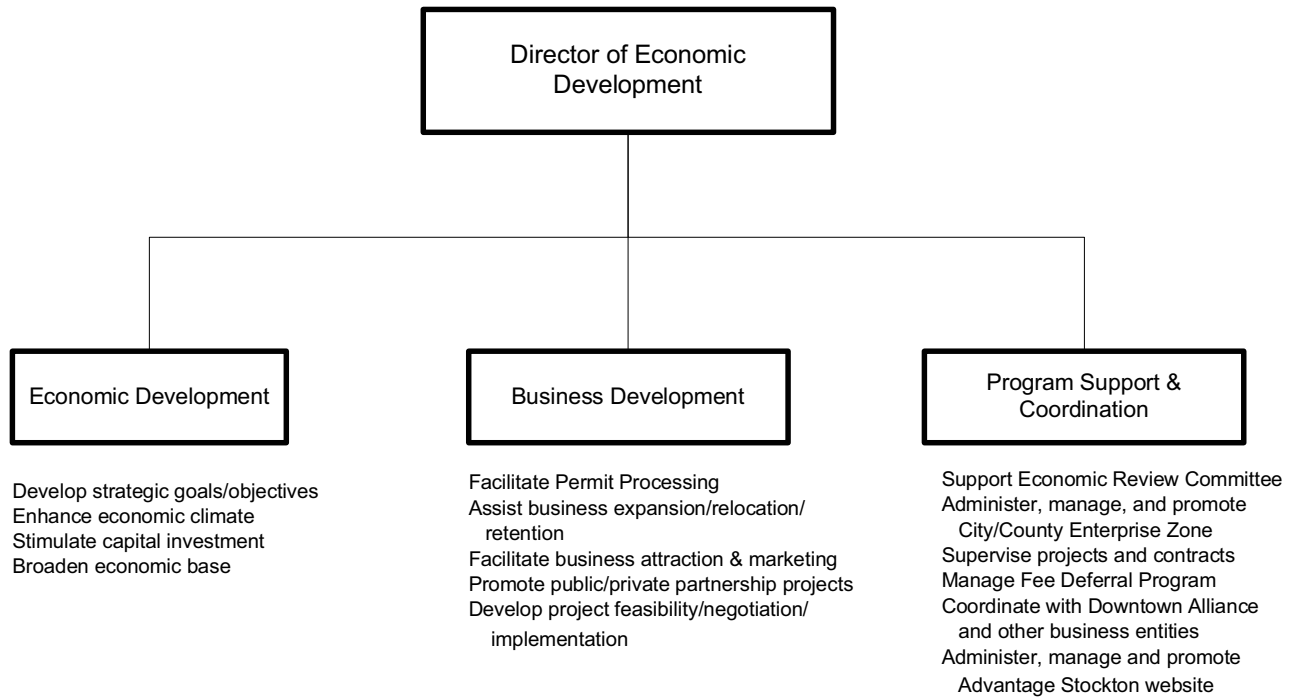 Director of Economic
Development
Economic Development
Develop strategic goals/objectives
Enhance economic climate
Stimulate capital investment
Broaden economic base
Business Development
Facilitate Permit Processing
Assist business expansion/relocation/
retention
Facilitate business attraction & marketing
Promote public/private partnership projects
Develop project feasibility/negotiation/
implementation
Program Support &
Coordination
Support Economic Review Committee
Administer, manage, and promote
City/County Enterprise Zone
Supervise projects and contracts
Manage Fee Deferral Program
Coordinate with Downtown Alliance
and other business entities
Administer, manage and promote
Advantage Stockton website